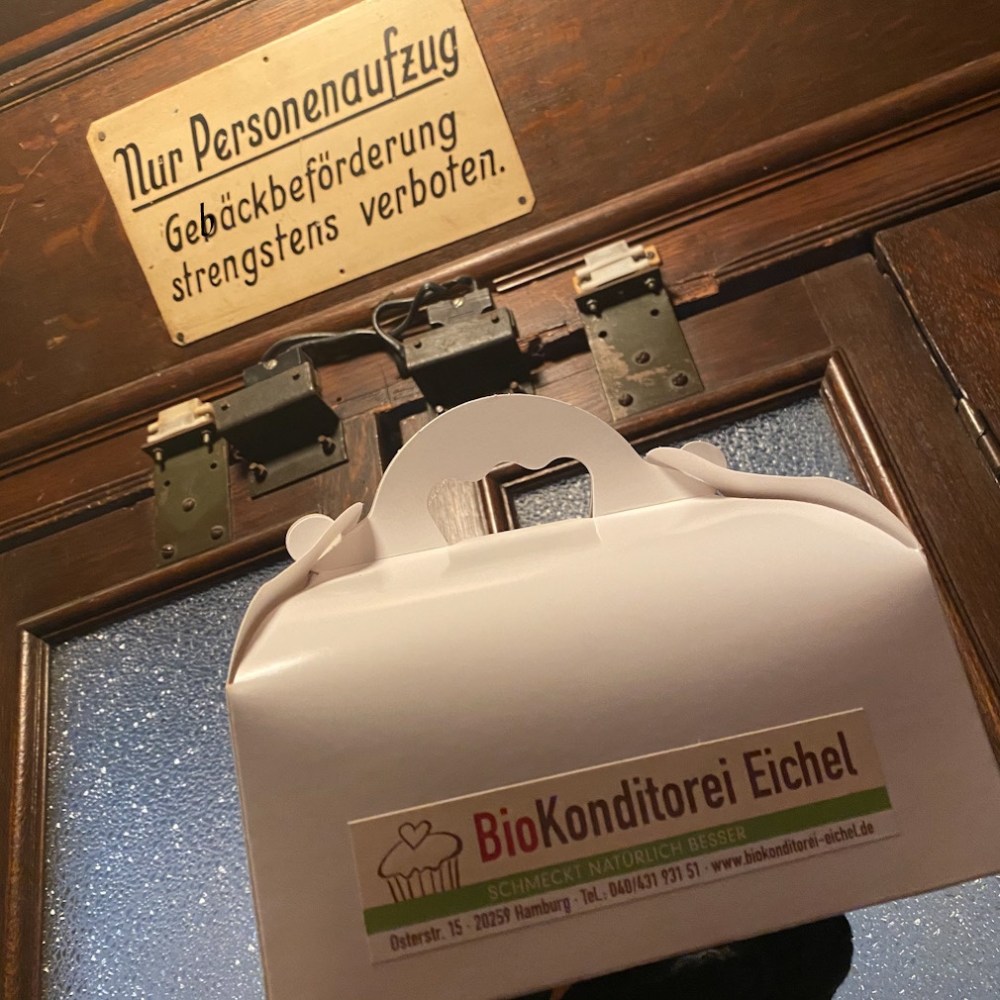 Nur Personenaufzug
Gebäckbeförderung
strengstens verboten.
BioKonditorei Eichel
SCHMECKT NATÜRLICH BESSER
Osterstr. 15 · 20259 Hamburg · Tel.: 040/431 931 51 · www.biokonditorei-eichel.de